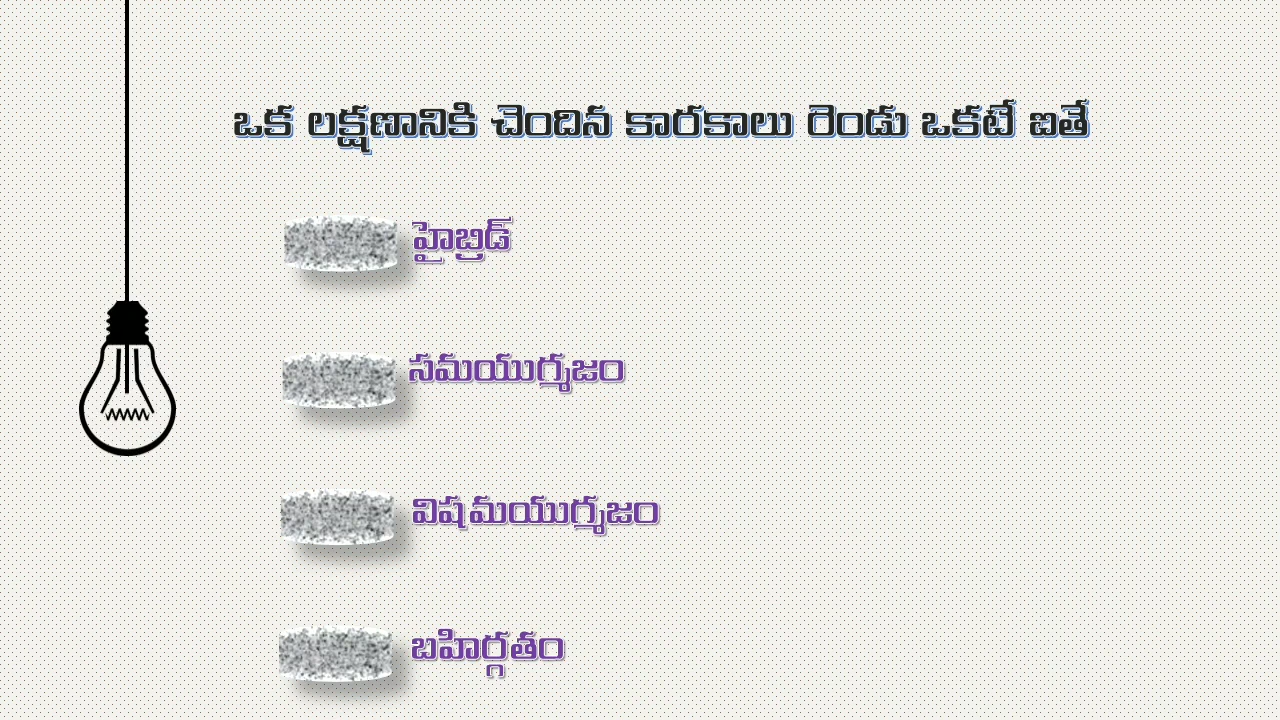 ఒక లక్షణానికి చెందిన కారకాలు రెండు ఒకటే ఐతే
హైబ్రిడ్
సమయుగ్మజం
విషమయుగ్మజం
బహిర్గతం